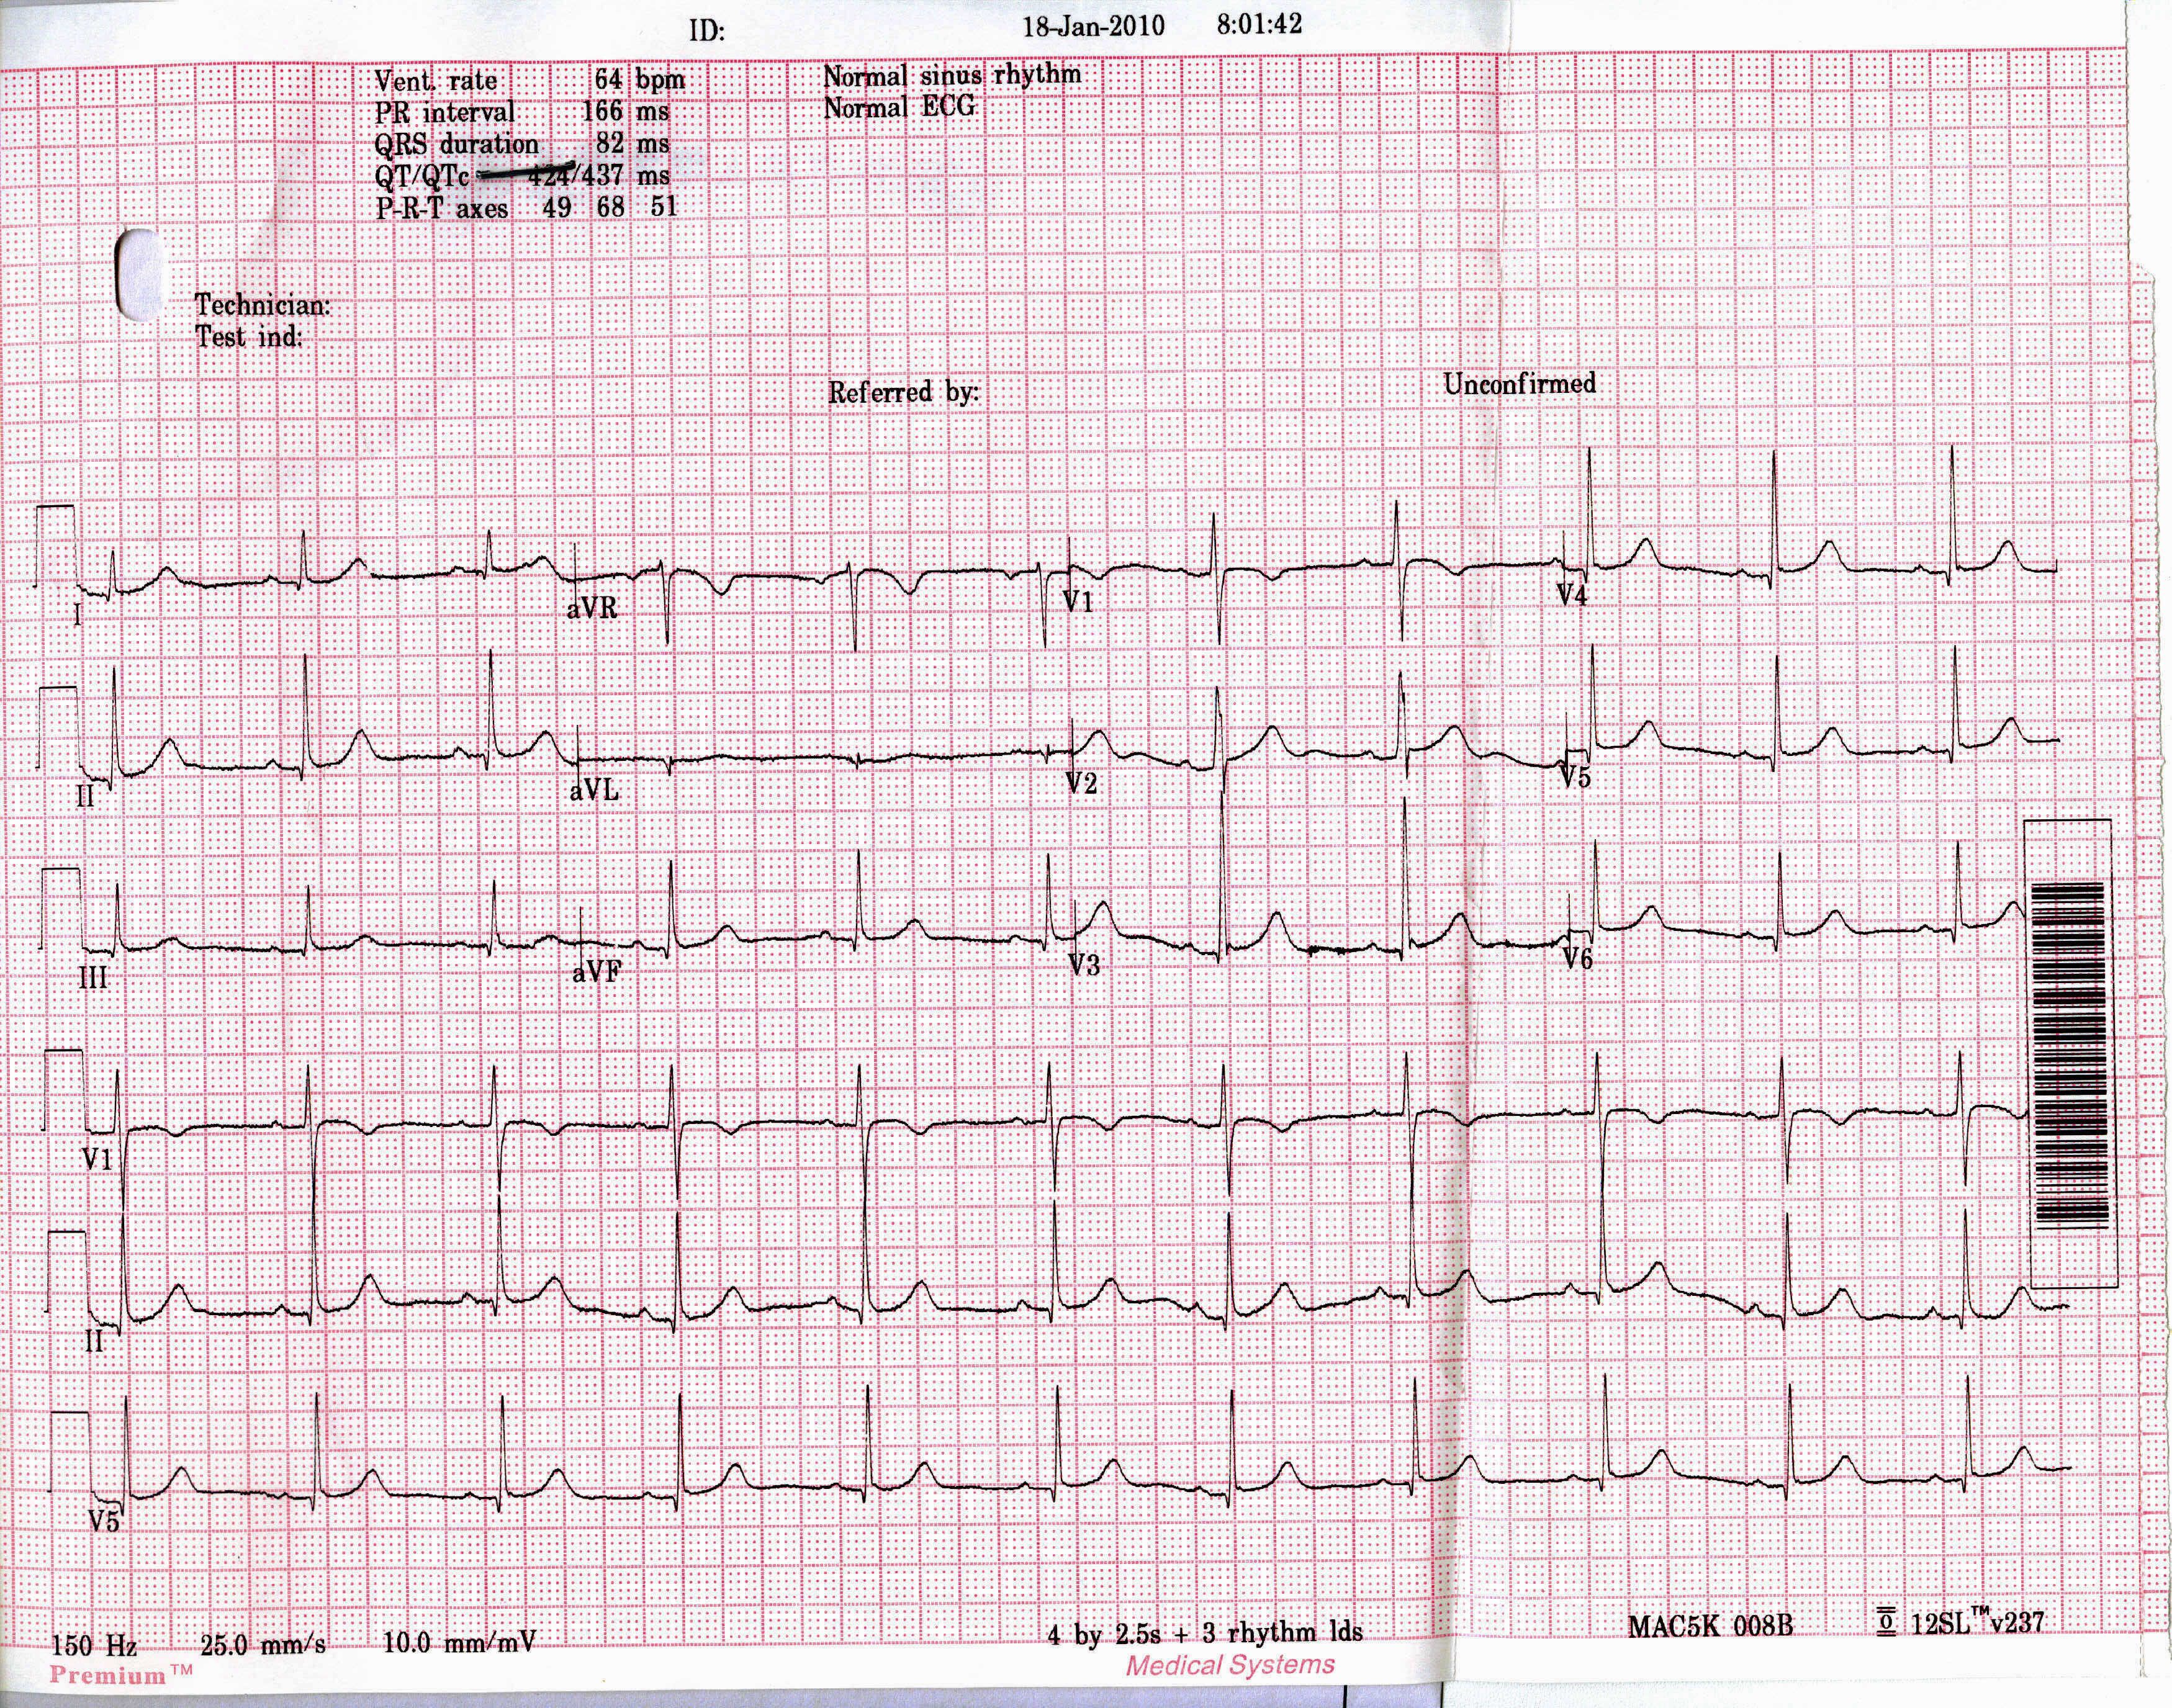 ID: 18-Jan-2010 8:01:42
Vent. rate 64 bpm Normal sinus rhythm
PR interval 166 ms Normal ECG
QRS duration 82 ms
QT/QTc 424/437 ms
P-R-T axes 49 68 51
Technician:
Test ind:
Referred by: Unconfirmed
I aVR V1 V4
II aVL V2 V5
III aVF V3 V6
V1
II
V5
150 Hz 25.0 mm/s 10.0 mm/mV 4 by 2.5s + 3 rhythm lds MAC5K 008B 12SL™v237
Premium™ Medical Systems